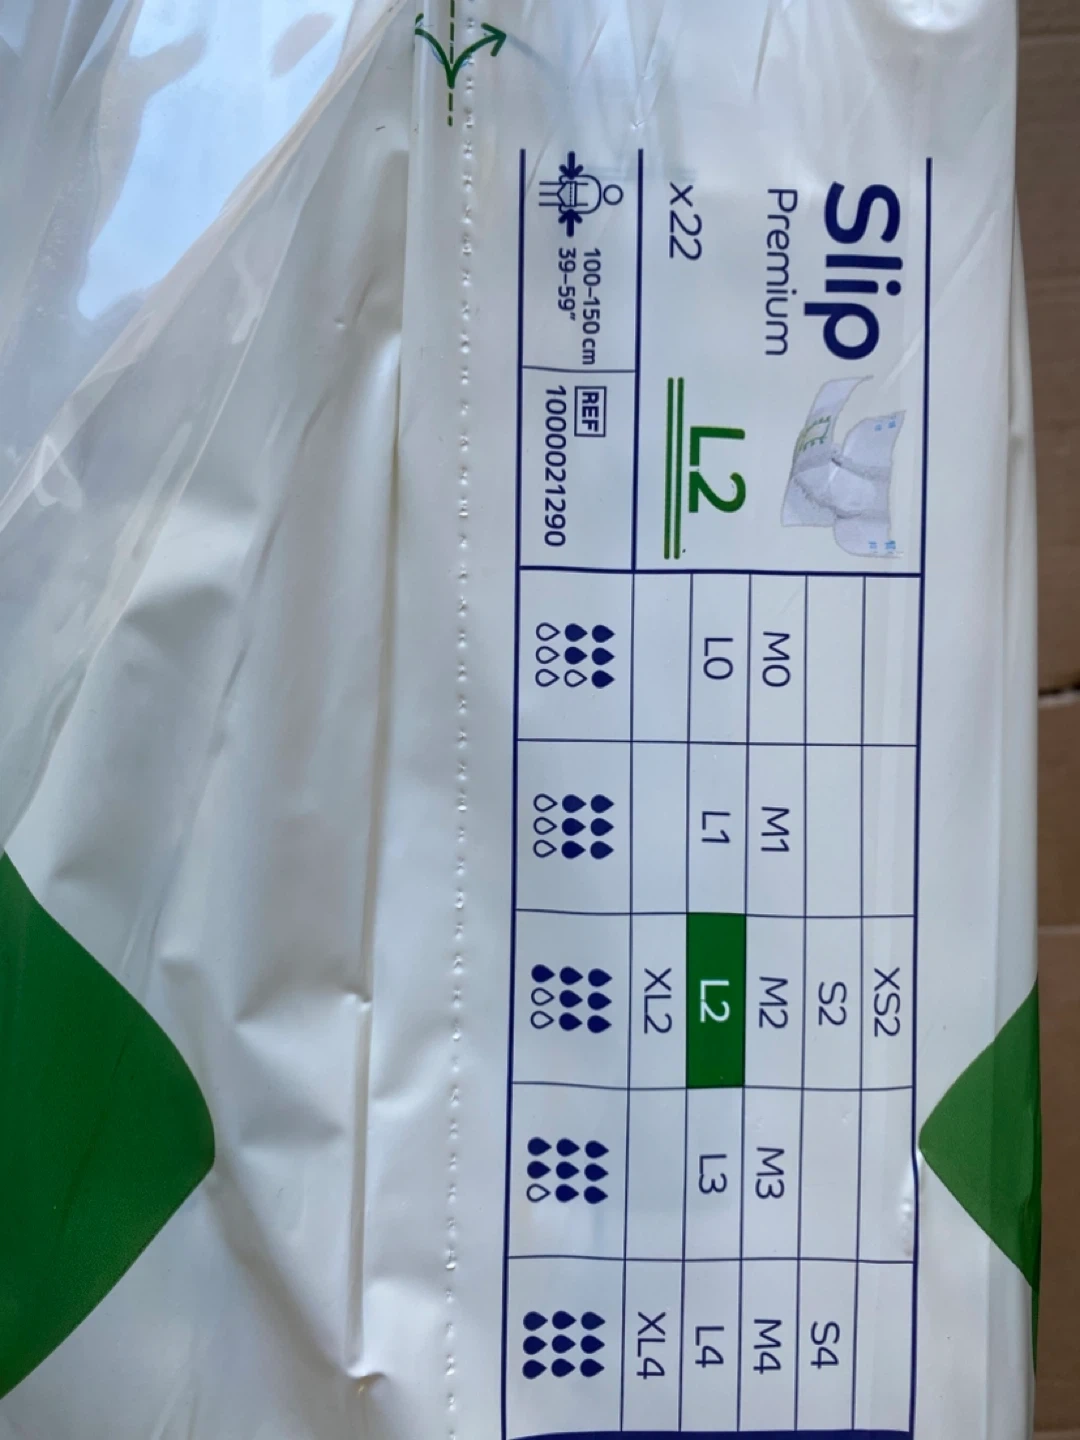 Slip
Premium
x22
L2
100–150 cm
39–59"
REF
1000021290
XS2
S2 S4
M0 M1 M2 M3 M4
L0 L1 L2 L3 L4
XL2 XL4